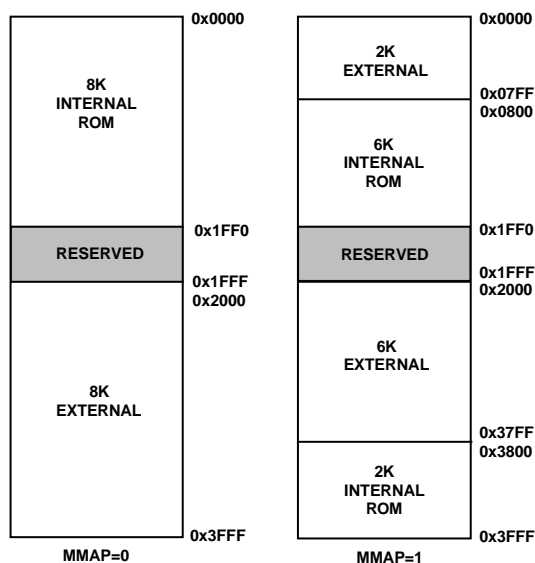 0x0000
8K
INTERNAL
ROM
0x1FF0
RESERVED
0x1FFF
0x2000
8K
EXTERNAL
0x3FFF
MMAP=0
0x0000
2K
EXTERNAL
0x07FF
0x0800
6K
INTERNAL
ROM
0x1FF0
RESERVED
0x1FFF
0x2000
6K
EXTERNAL
0x37FF
0x3800
2K
INTERNAL
ROM
0x3FFF
MMAP=1